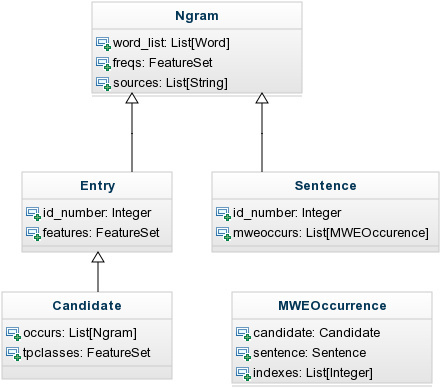 Ngram
word_list: List[Word]
freqs: FeatureSet
sources: List[String]
Entry
id_number: Integer
features: FeatureSet
Sentence
id_number: Integer
mweoccurs: List[MWEOccurence]
Candidate
occurs: List[Ngram]
tpclasses: FeatureSet
MWEOccurrence
candidate: Candidate
sentence: Sentence
indexes: List[Integer]